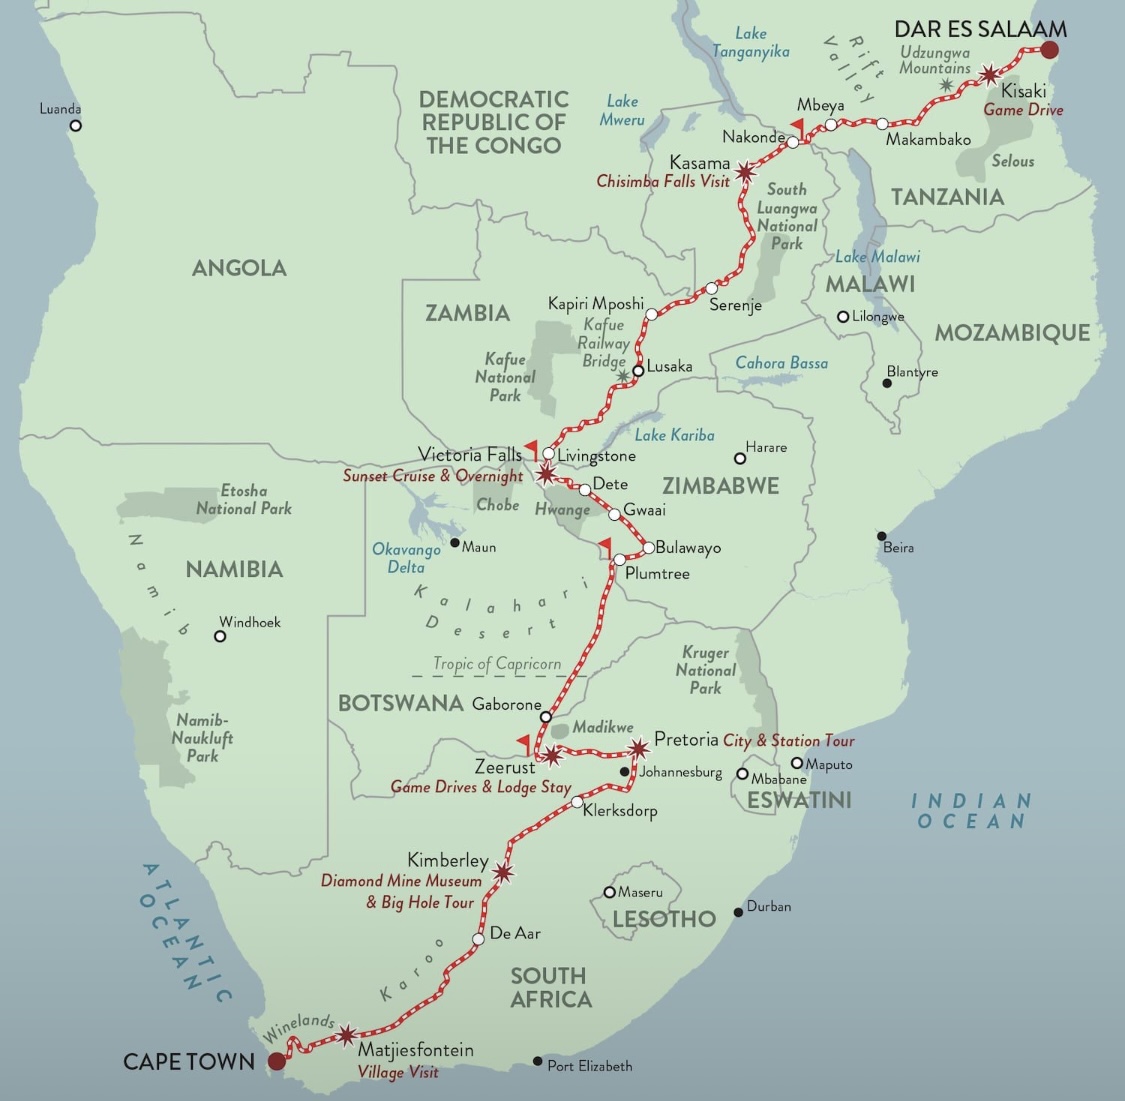 DAR ES SALAAM
Lake
Tanganyika
Rift
Valley
Udzungwa
Mountains
Kisaki
Game Drive
Luanda
DEMOCRATIC
REPUBLIC OF
THE CONGO
Lake
Mweru
Mbeya
Nakonde
Makambako
Kasama
Chisimba Falls Visit
Selous
South
Luangwa
National
Park
TANZANIA
ANGOLA
Lake Malawi
MALAWI
ZAMBIA
Kapiri Mposhi
Serenje
Lilongwe
MOZAMBIQUE
Kafue
Railway
Bridge
Kafue
National
Park
Lusaka
Cahora Bassa
Blantyre
Lake Kariba
Victoria Falls
Livingstone
Harare
Sunset Cruise & Overnight
Dete
ZIMBABWE
Etosha
National Park
Chobe
Hwange
Gwaai
Namib
Okavango
Delta
Maun
Bulawayo
Beira
NAMIBIA
Plumtree
Kalahari
Desert
Windhoek
Tropic of Capricorn
Kruger
National
Park
BOTSWANA
Gaborone
Namib-
Naukluft
Park
Madikwe
Pretoria City & Station Tour
Zeerust
Johannesburg
Maputo
Mbabane
Game Drives & Lodge Stay
ESWATINI
INDIAN
OCEAN
Klerksdorp
Kimberley
Diamond Mine Museum
& Big Hole Tour
ATLANTIC
OCEAN
Maseru
LESOTHO
Durban
De Aar
Karoo
SOUTH
AFRICA
Winelands
CAPE TOWN
Matjiesfontein
Village Visit
Port Elizabeth